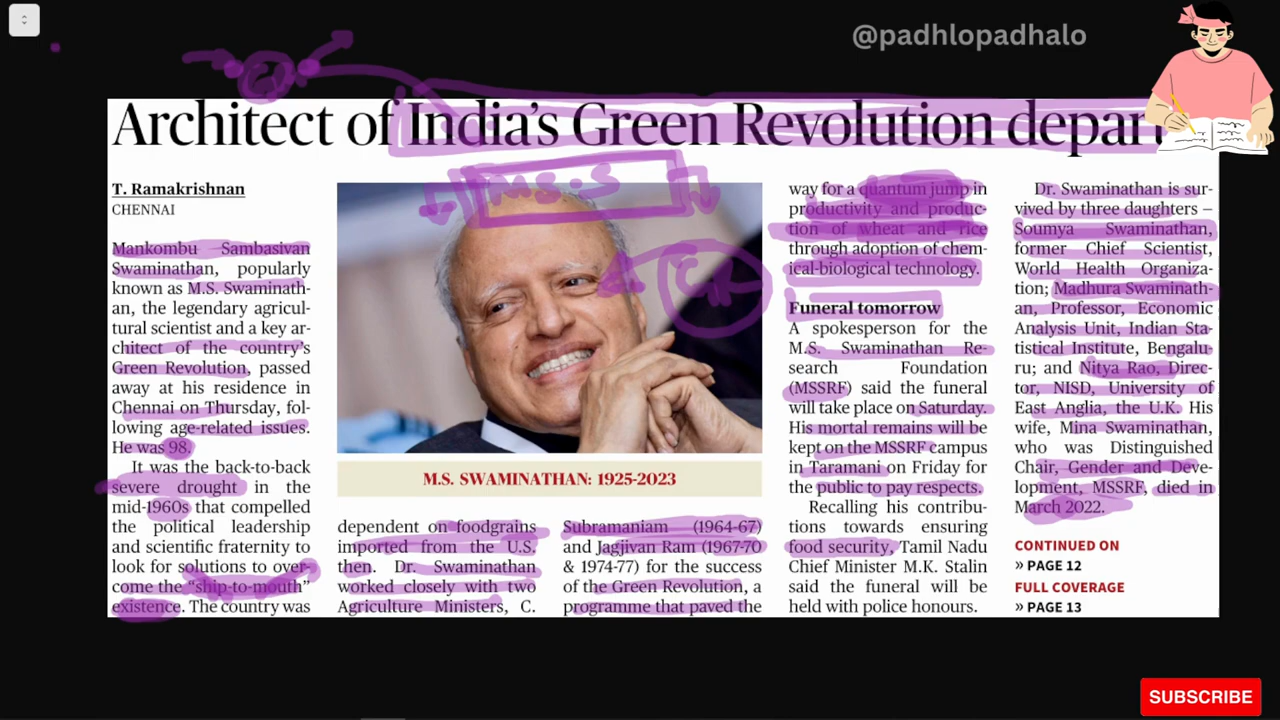 @padhlopadhalo
Architect of India's Green Revolution depart
T. Ramakrishnan
CHENNAI
Mankombu Sambasivan
Swaminathan, popularly
known as M.S. Swaminath-
an, the legendary agricul-
tural scientist and a key ar-
chitect of the country's
Green Revolution, passed
away at his residence in
Chennai on Thursday, fol-
lowing age-related issues.
He was 98.
It was the back-to-back
severe drought in the
mid-1960s that compelled
the political leadership
and scientific fraternity to
look for solutions to over-
come the "ship-to-mouth"
existence. The country was
M.S.S
M.S. SWAMINATHAN: 1925-2023
dependent on foodgrains
imported from the U.S.
then. Dr. Swaminathan
worked closely with two
Agriculture Ministers, C.
Subramaniam (1964-67)
and Jagjivan Ram (1967-70
& 1974-77) for the success
of the Green Revolution, a
programme that paved the
way for a quantum jump in
productivity and produc-
tion of wheat and rice
through adoption of chem-
ical-biological technology.
Funeral tomorrow
A spokesperson for the
M.S. Swaminathan Re-
search Foundation
(MSSRF) said the funeral
will take place on Saturday.
His mortal remains will be
kept on the MSSRF campus
in Taramani on Friday for
the public to pay respects.
Recalling his contribu-
tions towards ensuring
food security, Tamil Nadu
Chief Minister M.K. Stalin
said the funeral will be
held with police honours.
Dr. Swaminathan is sur-
vived by three daughters –
Soumya Swaminathan,
former Chief Scientist,
World Health Organiza-
tion; Madhura Swaminath-
an, Professor, Economic
Analysis Unit, Indian Sta-
tistical Institute, Bengalu-
ru; and Nitya Rao, Direc-
tor, NISD, University of
East Anglia, the U.K. His
wife, Mina Swaminathan,
who was Distinguished
Chair, Gender and Deve-
lopment, MSSRF, died in
March 2022.
CONTINUED ON
» PAGE 12
FULL COVERAGE
» PAGE 13
SUBSCRIBE